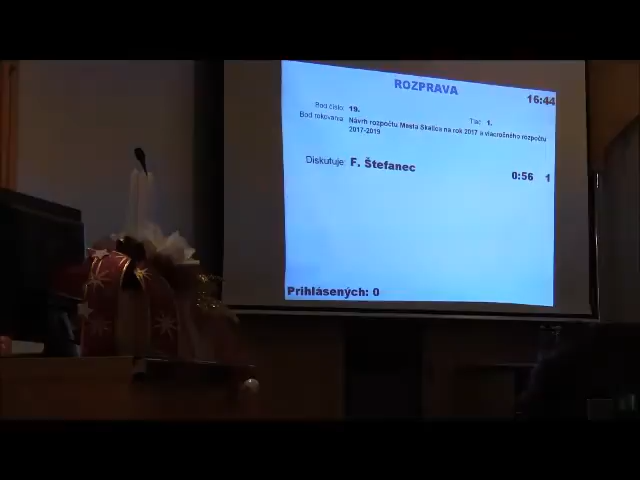 ROZPRAVA
16:44
Bod číslo: 19. Tlač 1.
Bod rokovania Návrh rozpočtu Mesta Skalica na rok 2017 a viacročného rozpočtu
2017-2019
Diskutuje: F. Štefanec 0:56 1
Prihlásených: 0